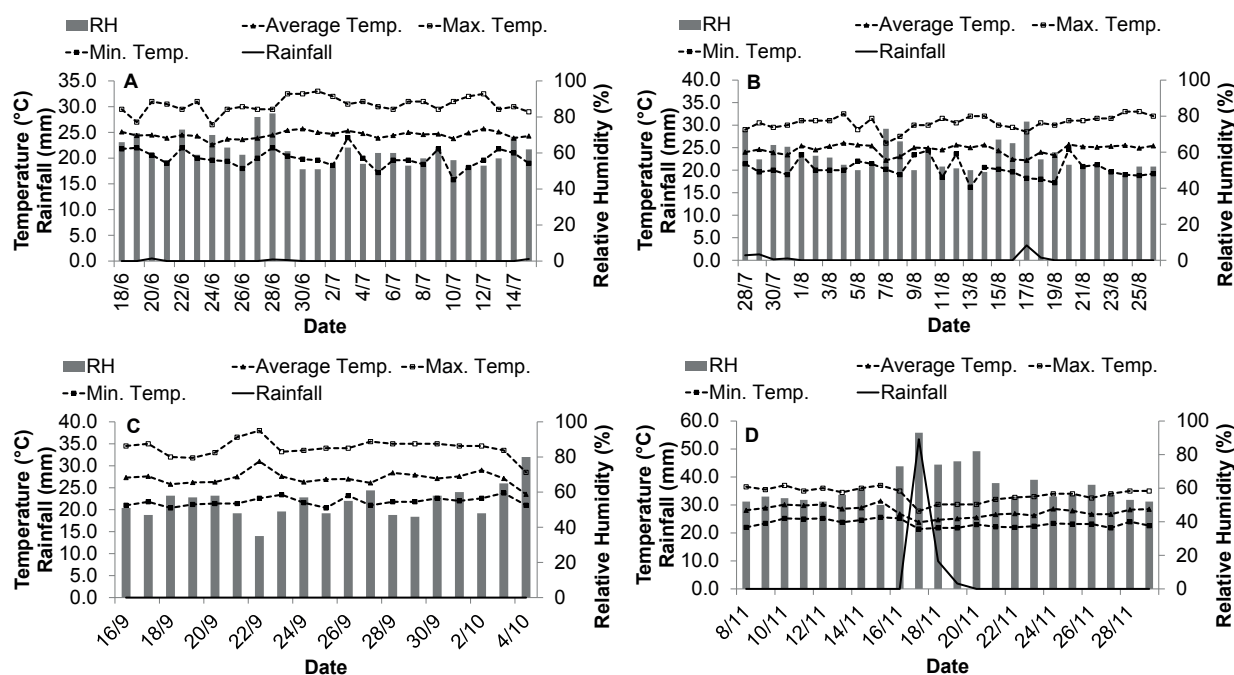 RH Average Temp. Max. Temp.
Min. Temp. Rainfall
A
Temperature (°C)
Rainfall (mm)
35.0
30.0
25.0
20.0
15.0
10.0
5.0
0.0
100
80
60
40
20
0
Relative Humidity (%)
18/6 20/6 22/6 24/6 26/6 28/6 30/6 2/7 4/7 6/7 8/7 10/7 12/7 14/7
Date
RH Average Temp. Max. Temp.
Min. Temp. Rainfall
B
Temperature (°C)
Rainfall (mm)
40.0
35.0
30.0
25.0
20.0
15.0
10.0
5.0
0.0
100
80
60
40
20
0
Relative Humidity (%)
28/7 30/7 1/8 3/8 5/8 7/8 9/8 11/8 13/8 15/8 17/8 19/8 21/8 23/8 25/8
Date
RH Average Temp. Max. Temp.
Min. Temp. Rainfall
C
Temperature (°C)
Rainfall (mm)
40.0
35.0
30.0
25.0
20.0
15.0
10.0
5.0
0.0
100
80
60
40
20
0
Relative Humidity (%)
16/9 18/9 20/9 22/9 24/9 26/9 28/9 30/9 2/10 4/10
Date
RH Average Temp. Max. Temp.
Min. Temp. Rainfall
D
Temperature (°C)
Rainfall (mm)
60.0
50.0
40.0
30.0
20.0
10.0
0.0
100
80
60
40
20
0
Relative Humidity (%)
8/11 10/11 12/11 14/11 16/11 18/11 20/11 22/11 24/11 26/11 28/11
Date